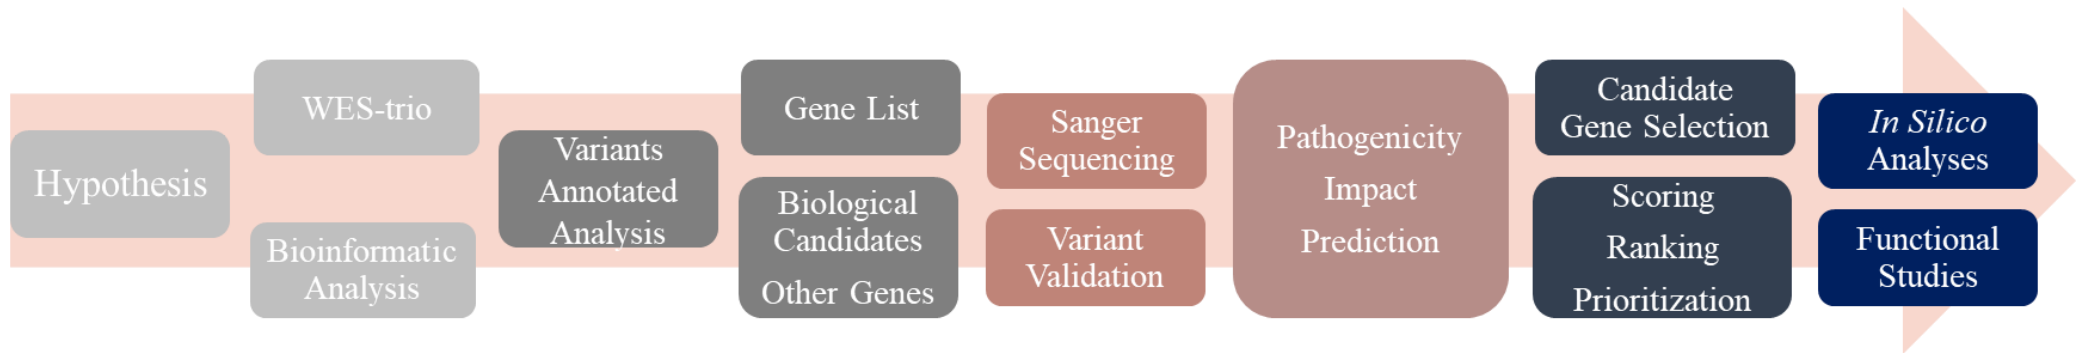 Hypothesis
WES-trio
Bioinformatic
Analysis
Variants
Annotated
Analysis
Gene List
Biological
Candidates
Other Genes
Sanger
Sequencing
Variant
Validation
Pathogenicity
Impact
Prediction
Candidate
Gene Selection
Scoring
Ranking
Prioritization
In Silico
Analyses
Functional
Studies